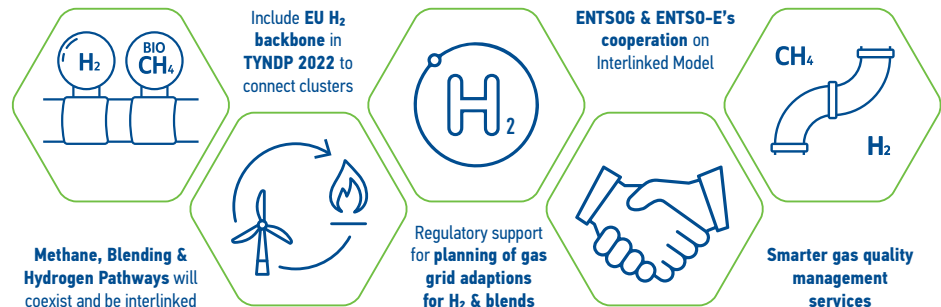 H₂
BIO
CH₄
Methane, Blending &
Hydrogen Pathways will
coexist and be interlinked
Include EU H₂
backbone in
TYNDP 2022 to
connect clusters
H₂
Regulatory support
for planning of gas
grid adaptions
for H₂ & blends
ENTSOG & ENTSO-E’s
cooperation on
Interlinked Model
CH₄
H₂
Smarter gas quality
management
services